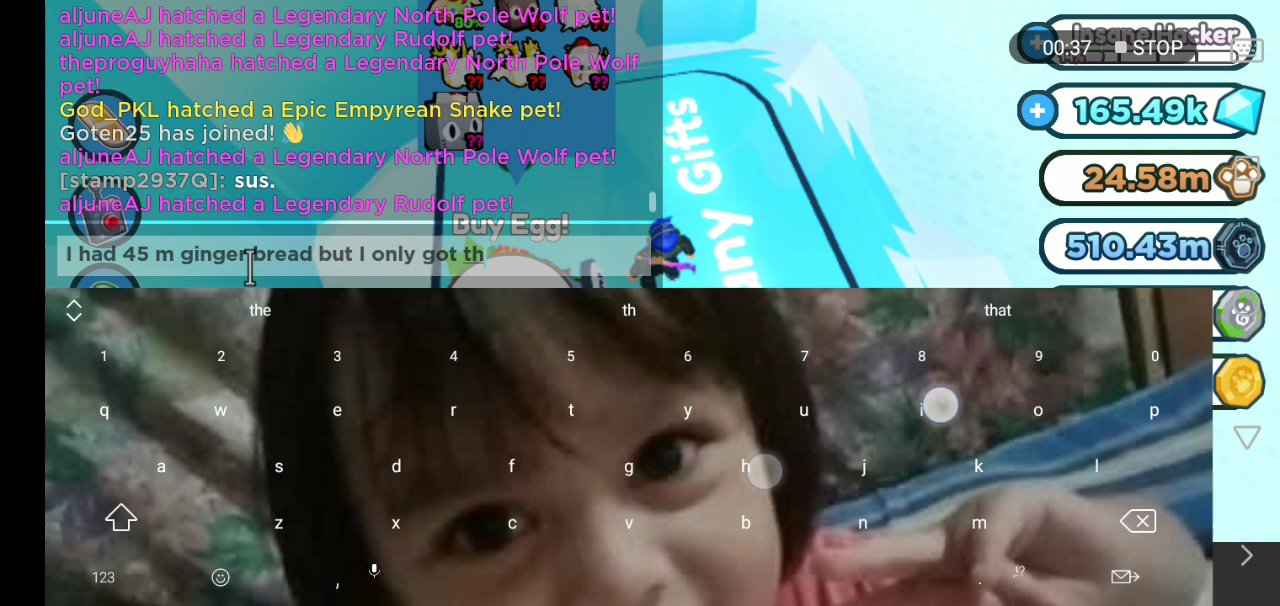 aljuneAJ hatched a Legendary North Pole Wolf pet!
aljuneAJ hatched a Legendary Rudolf pet!
theproguyhaha hatched a Legendary North Pole Wolf
pet!
God_PKL hatched a Epic Empyrean Snake pet!
Goten25 has joined! 👋
aljuneAJ hatched a Legendary North Pole Wolf pet!
[stamp2937Q]: sus.
aljuneAJ hatched a Legendary Rudolf pet!
Buy Egg!
I had 45 m ginger bread but I only got th
?? ?? ??
??
Gifts
Insane Hacker
00:37 STOP
165.49k
24.58m
510.43m
the th that
1 2 3 4 5 6 7 8 9 0
q w e r t y u i o p
a s d f g h j k l
z x c v b n m
123 , . ,!?